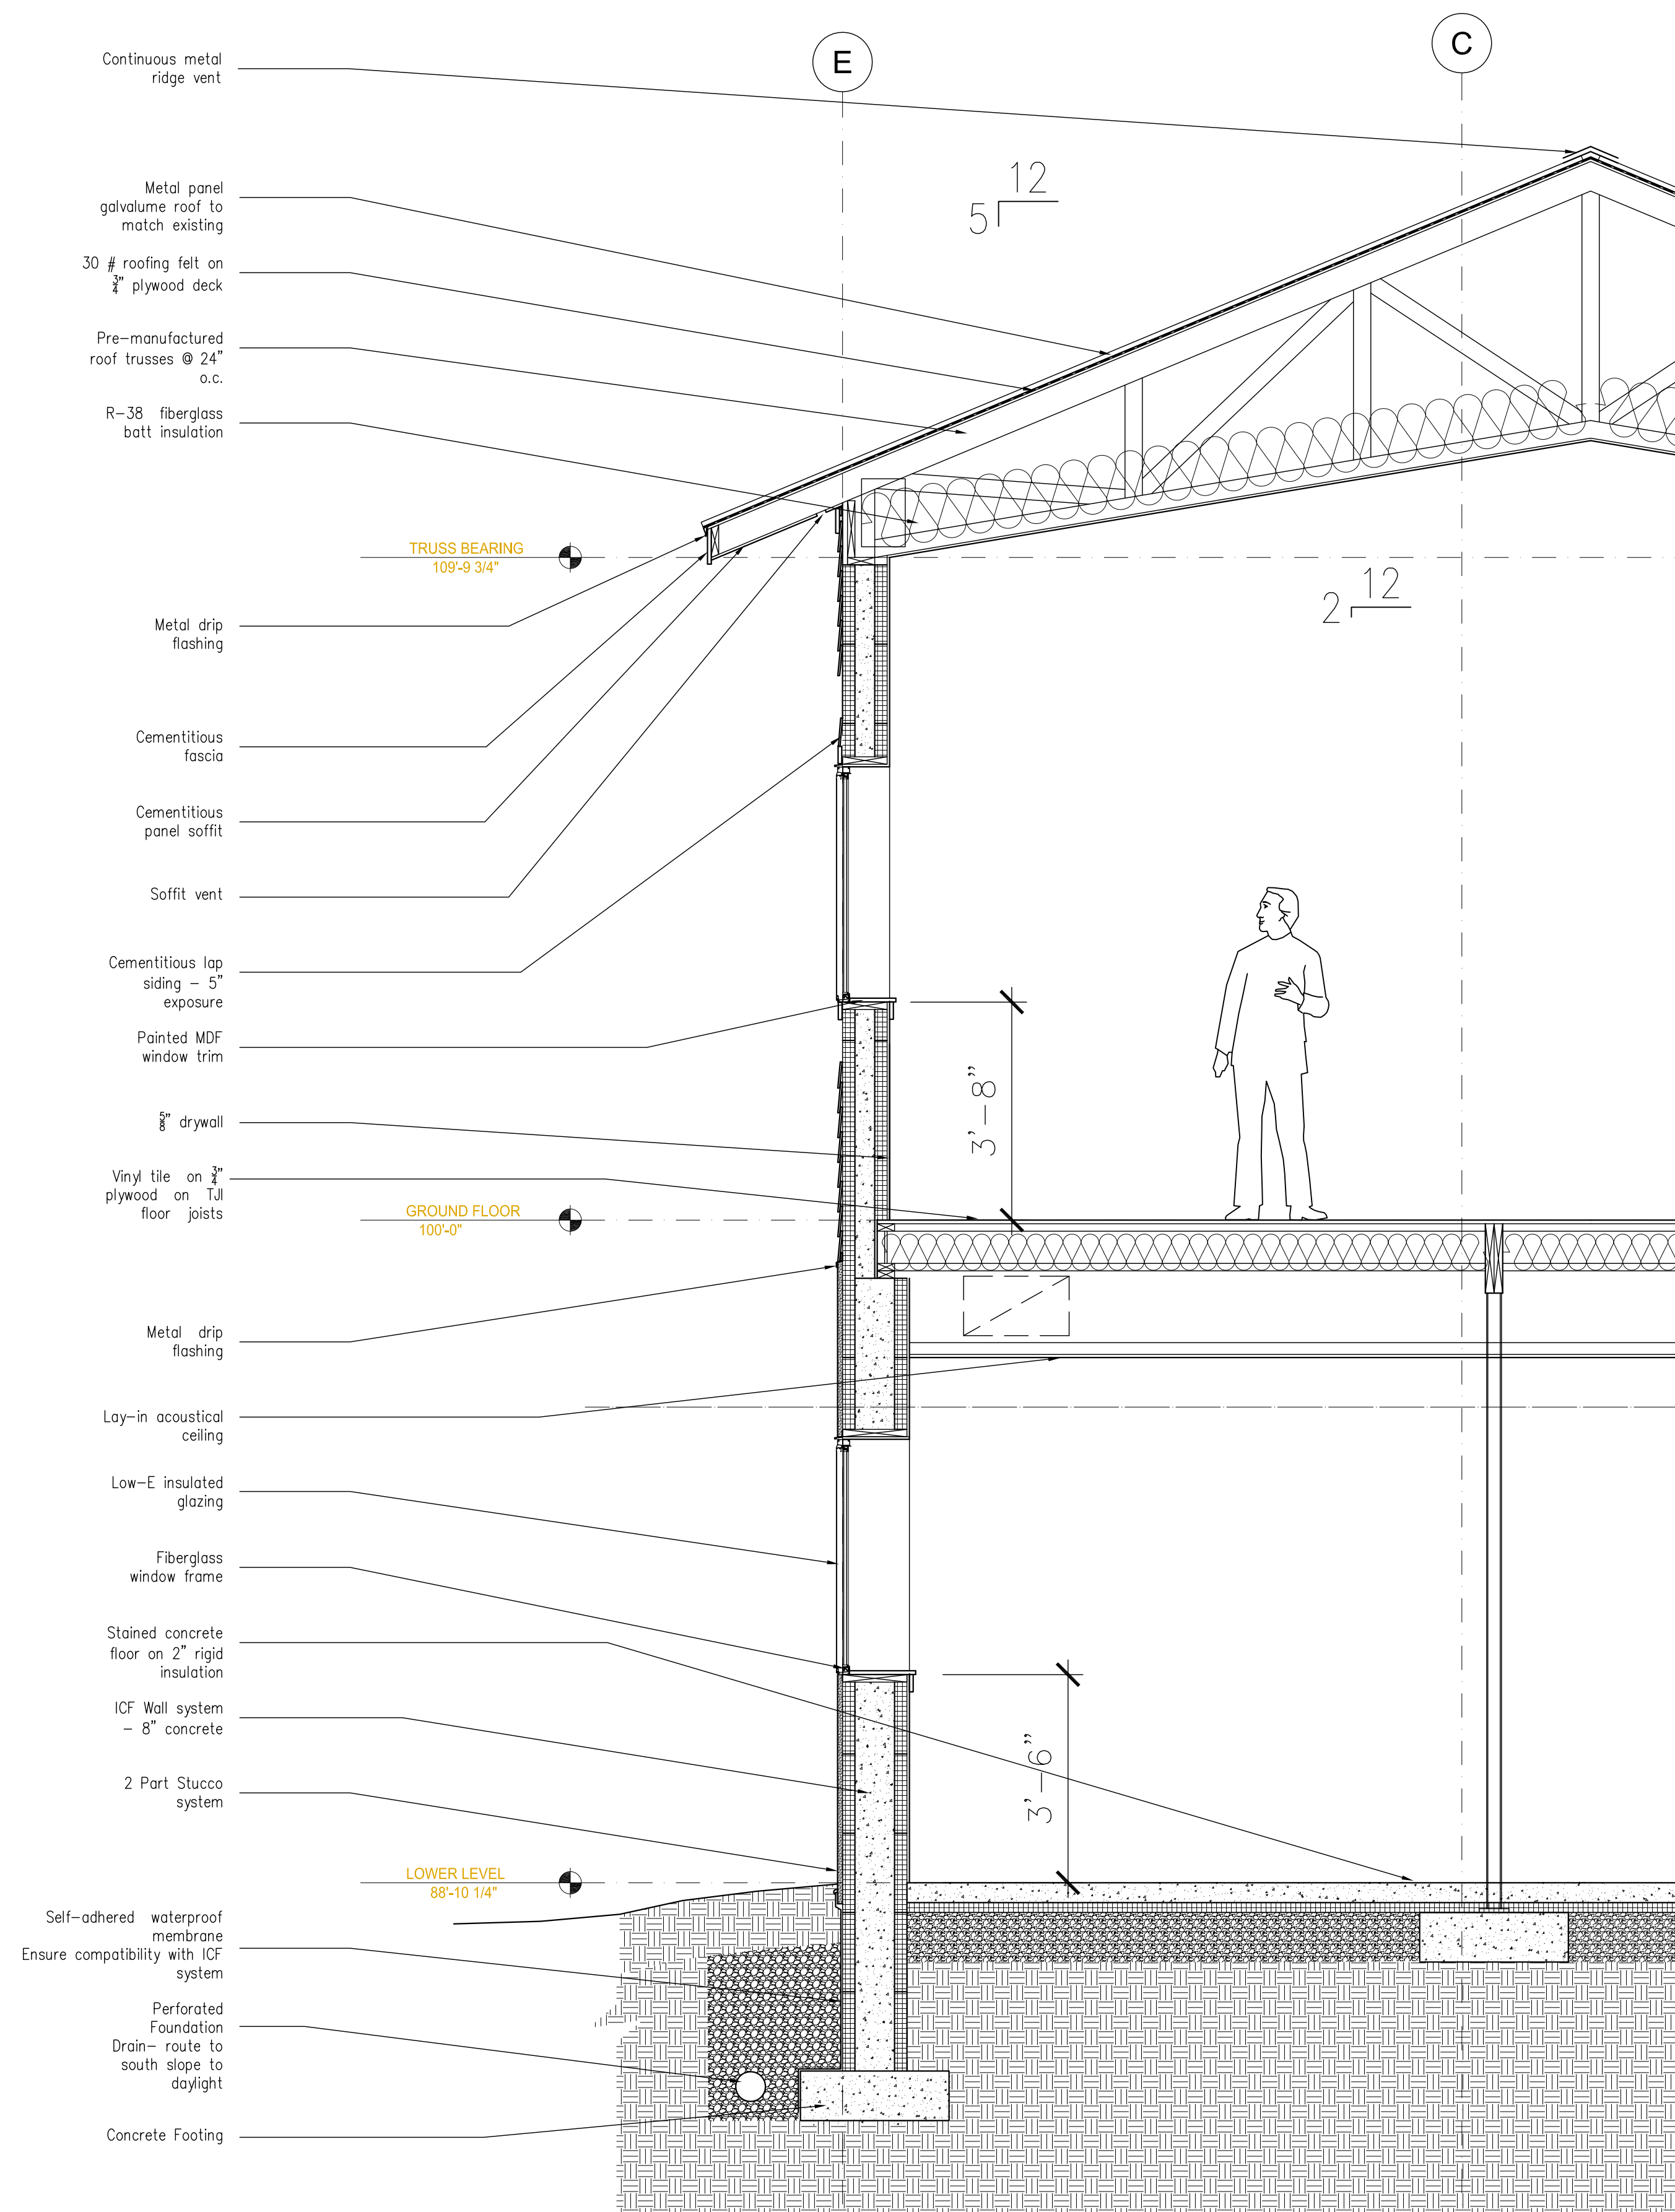 E
C
Continuous metal
ridge vent
12
5
Metal panel
galvalume roof to
match existing
30 # roofing felt on
3/4" plywood deck
Pre-manufactured
roof trusses @ 24"
o.c.
R-38 fiberglass
batt insulation
TRUSS BEARING
109'-9 3/4"
12
2
Metal drip
flashing
Cementitious
fascia
Cementitious
panel soffit
Soffit vent
Cementitious lap
siding - 5"
exposure
Painted MDF
window trim
3'-8"
5/8" drywall
Vinyl tile on 3/4"
plywood on TJI
floor joists
GROUND FLOOR
100'-0"
Metal drip
flashing
Lay-in acoustical
ceiling
Low-E insulated
glazing
Fiberglass
window frame
Stained concrete
floor on 2" rigid
insulation
ICF Wall system
- 8" concrete
3'-6"
2 Part Stucco
system
LOWER LEVEL
88'-10 1/4"
Self-adhered waterproof
membrane
Ensure compatibility with ICF
system
Perforated
Foundation
Drain- route to
south slope to
daylight
Concrete Footing